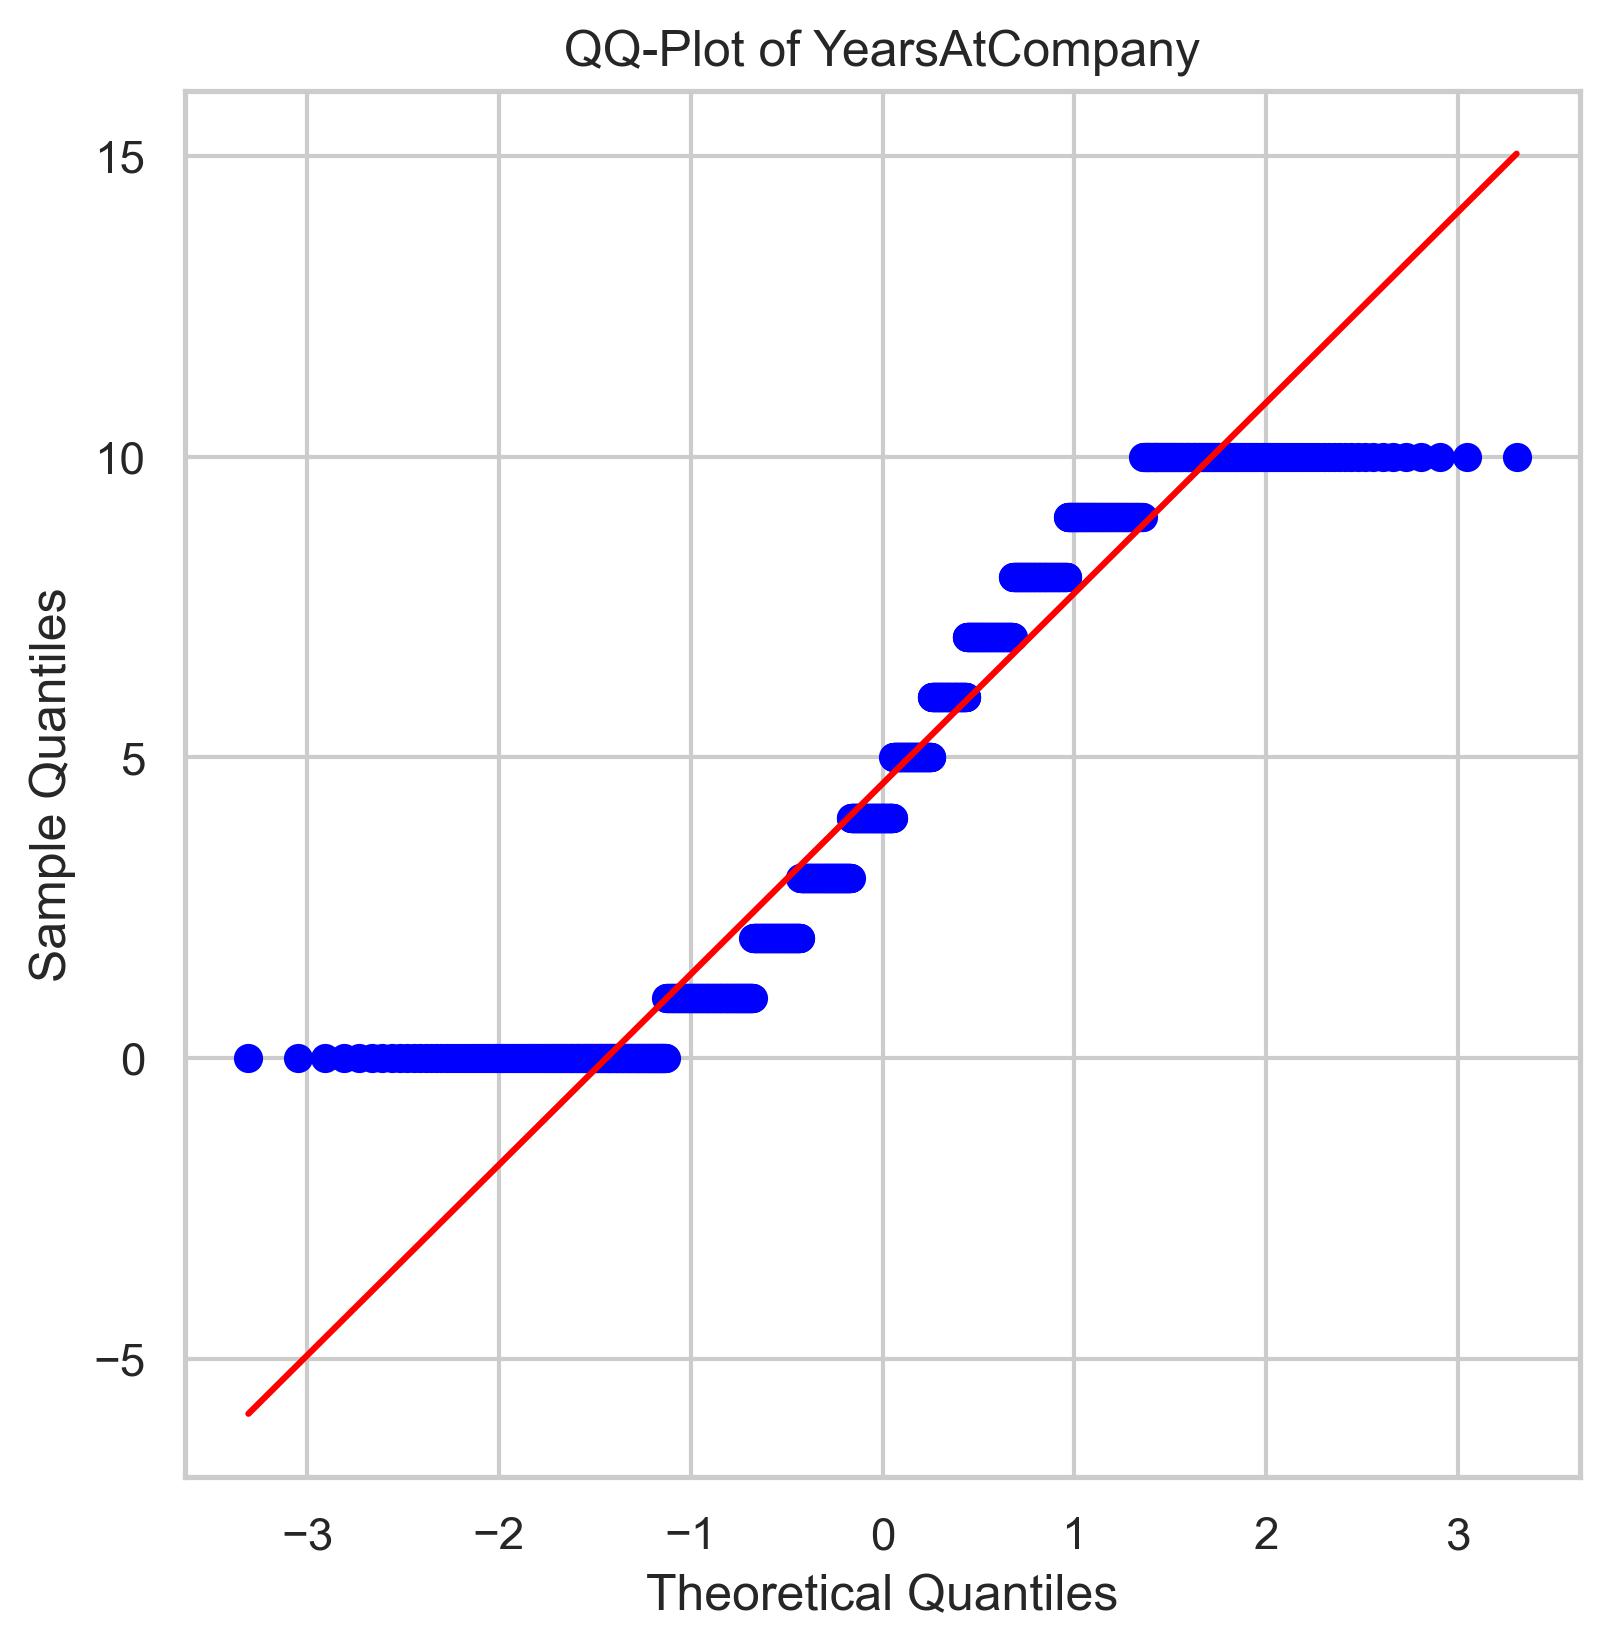 QQ-Plot of YearsAtCompany
15
10
5
0
−5
Sample Quantiles
−3 −2 −1 0 1 2 3
Theoretical Quantiles